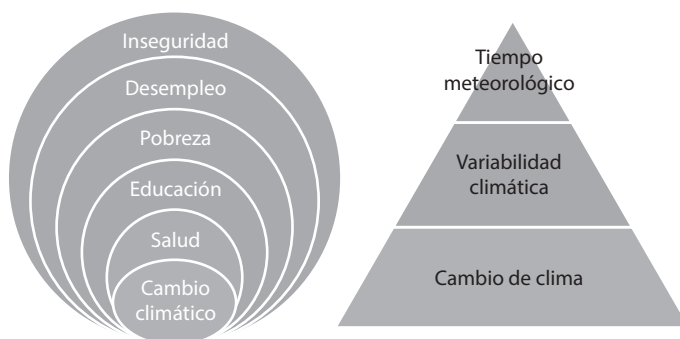 Inseguridad
Desempleo
Pobreza
Educación
Salud
Cambio
climático
Tiempo
meteorológico
Variabilidad
climática
Cambio de clima